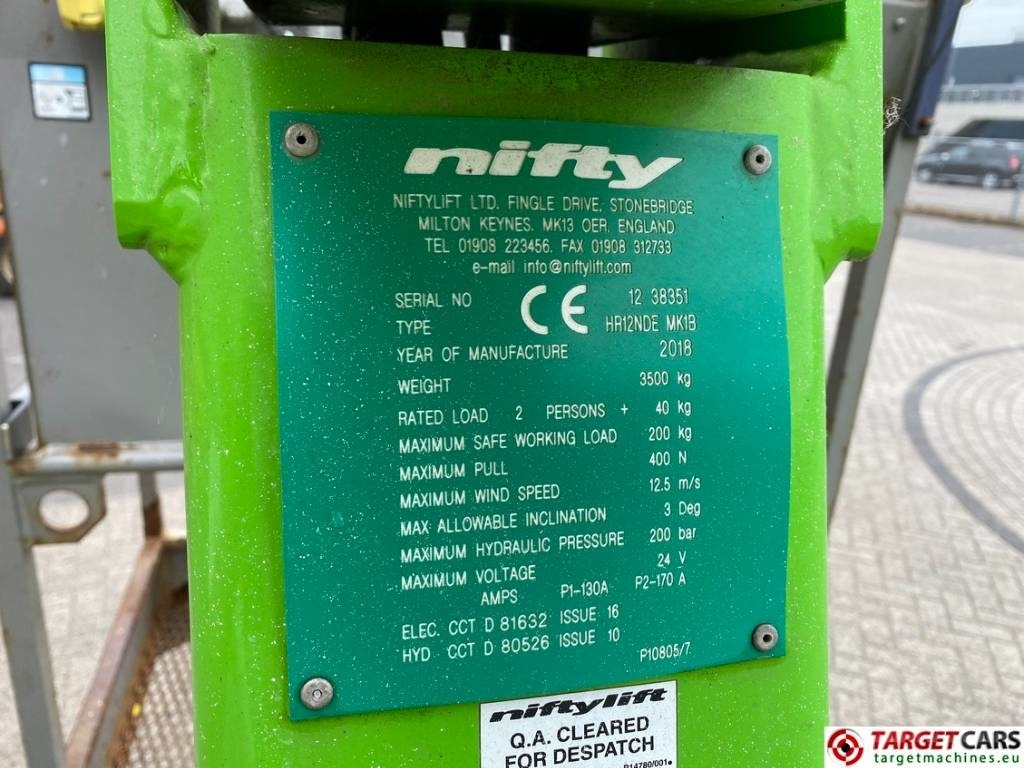 nifty
NIFTYLIFT LTD. FINGLE DRIVE, STONEBRIDGE
MILTON KEYNES. MK13 OER. ENGLAND
TEL 01908 223456. FAX 01908 312733
e-mail info@niftylift.com
SERIAL NO CE 12 38351
TYPE HR12NDE MK1B
YEAR OF MANUFACTURE 2018
WEIGHT 3500 kg
RATED LOAD 2 PERSONS + 40 kg
MAXIMUM SAFE WORKING LOAD 200 kg
MAXIMUM PULL 400 N
MAXIMUM WIND SPEED 12.5 m/s
MAX ALLOWABLE INCLINATION 3 Deg
MAXIMUM HYDRAULIC PRESSURE 200 bar
MAXIMUM VOLTAGE 24 V
AMPS P1-130A P2-170 A
ELEC. CCT D 81632 ISSUE 16
HYD CCT D 80526 ISSUE 10
P10805/7
niftylift
Q.A. CLEARED
FOR DESPATCH
P14780/001
TARGETCARS
targetmachines.eu